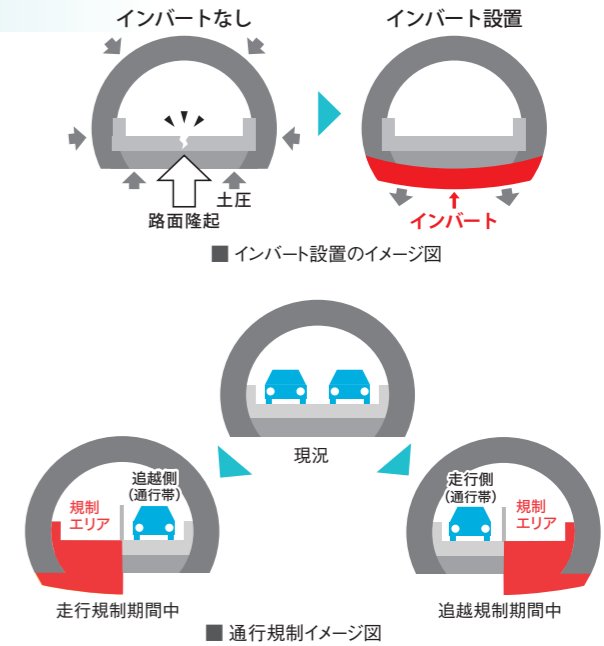 インバートなし
インバート設置
土圧
路面隆起
インバート
■ インバート設置のイメージ図
現況
追越側
(通行帯)
規制
エリア
走行側
(通行帯)
規制
エリア
走行規制期間中
追越規制期間中
■ 通行規制イメージ図